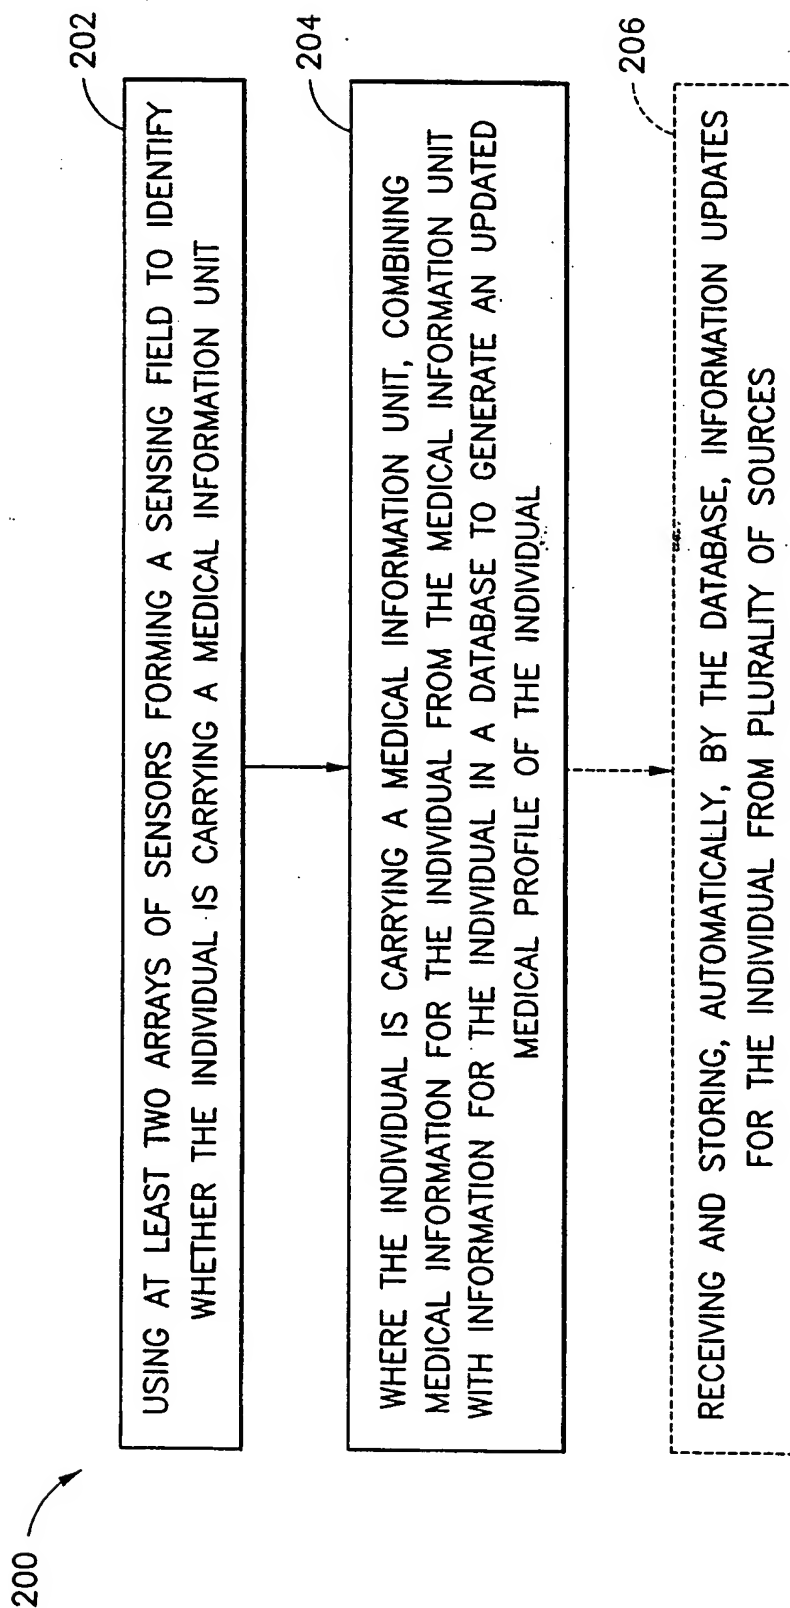 200
202
USING AT LEAST TWO ARRAYS OF SENSORS FORMING A SENSING FIELD TO IDENTIFY
WHETHER THE INDIVIDUAL IS CARRYING A MEDICAL INFORMATION UNIT
204
WHERE THE INDIVIDUAL IS CARRYING A MEDICAL INFORMATION UNIT, COMBINING
MEDICAL INFORMATION FOR THE INDIVIDUAL FROM THE MEDICAL INFORMATION UNIT
WITH INFORMATION FOR THE INDIVIDUAL IN A DATABASE TO GENERATE AN UPDATED
MEDICAL PROFILE OF THE INDIVIDUAL
206
RECEIVING AND STORING, AUTOMATICALLY, BY THE DATABASE, INFORMATION UPDATES
FOR THE INDIVIDUAL FROM PLURALITY OF SOURCES